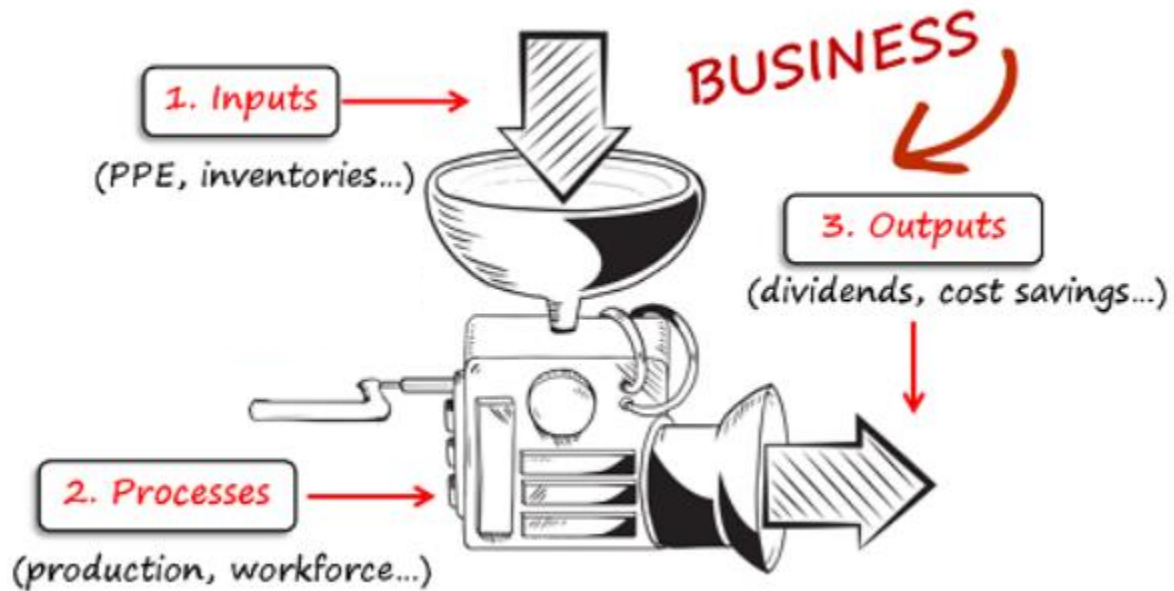 BUSINESS
1. Inputs
(PPE, inventories...)
3. Outputs
(dividends, cost savings...)
2. Processes
(production, workforce...)